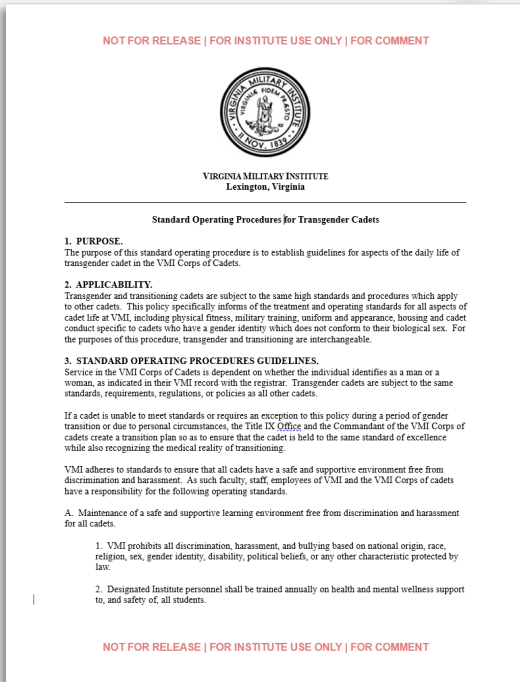 NOT FOR RELEASE | FOR INSTITUTE USE ONLY | FOR COMMENT
VIRGINIA MILITARY INSTITUTE
VIRGINIÆ FIDEM PRÆSTO
11 NOV. 1839
VIRGINIA MILITARY INSTITUTE
Lexington, Virginia
Standard Operating Procedures for Transgender Cadets
1. PURPOSE.
The purpose of this standard operating procedure is to establish guidelines for aspects of the daily life of
transgender cadet in the VMI Corps of Cadets.
2. APPLICABILITY.
Transgender and transitioning cadets are subject to the same high standards and procedures which apply
to other cadets. This policy specifically informs of the treatment and operating standards for all aspects of
cadet life at VMI, including physical fitness, military training, uniform and appearance, housing and cadet
conduct specific to cadets who have a gender identity which does not conform to their biological sex. For
the purposes of this procedure, transgender and transitioning are interchangeable.
3. STANDARD OPERATING PROCEDURES GUIDELINES.
Service in the VMI Corps of Cadets is dependent on whether the individual identifies as a man or a
woman, as indicated in their VMI record with the registrar. Transgender cadets are subject to the same
standards, requirements, regulations, or policies as all other cadets.
If a cadet is unable to meet standards or requires an exception to this policy during a period of gender
transition or due to personal circumstances, the Title IX Office and the Commandant of the VMI Corps of
cadets create a transition plan so as to ensure that the cadet is held to the same standard of excellence
while also recognizing the medical reality of transitioning.
VMI adheres to standards to ensure that all cadets have a safe and supportive environment free from
discrimination and harassment. As such faculty, staff, employees of VMI and the VMI Corps of cadets
have a responsibility for the following operating standards.
A. Maintenance of a safe and supportive learning environment free from discrimination and harassment
for all cadets.
1. VMI prohibits all discrimination, harassment, and bullying based on national origin, race,
religion, sex, gender identity, disability, political beliefs, or any other characteristic protected by
law.
2. Designated Institute personnel shall be trained annually on health and mental wellness support
to, and safety of, all students.
NOT FOR RELEASE | FOR INSTITUTE USE ONLY | FOR COMMENT